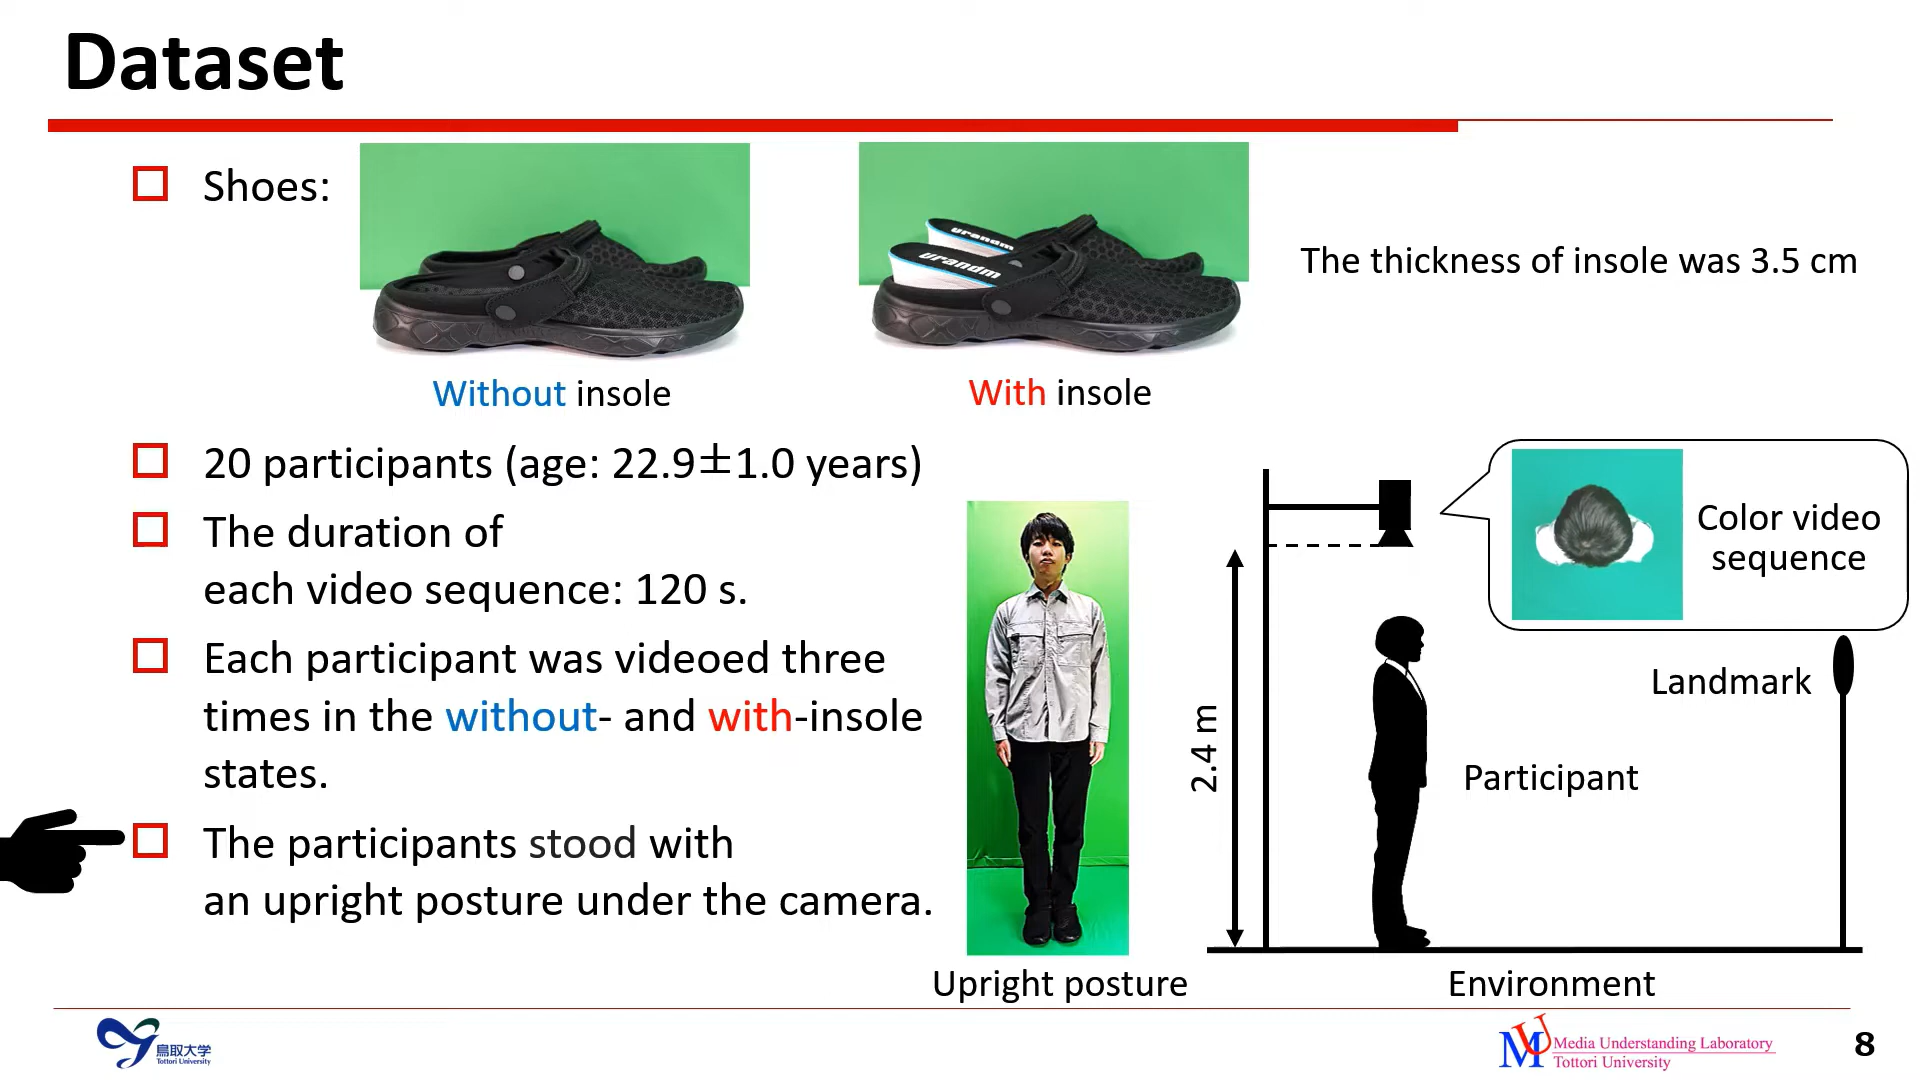 Dataset
Shoes:
urandm
urandm
Without insole
With insole
The thickness of insole was 3.5 cm
20 participants (age: 22.9±1.0 years)
The duration of
each video sequence: 120 s.
Each participant was videoed three
times in the without- and with-insole
states.
The participants stood with
an upright posture under the camera.
Upright posture
2.4 m
Color video
sequence
Landmark
Participant
Environment
鳥取大学
Tottori University
MU Media Understanding Laboratory
Tottori University
8